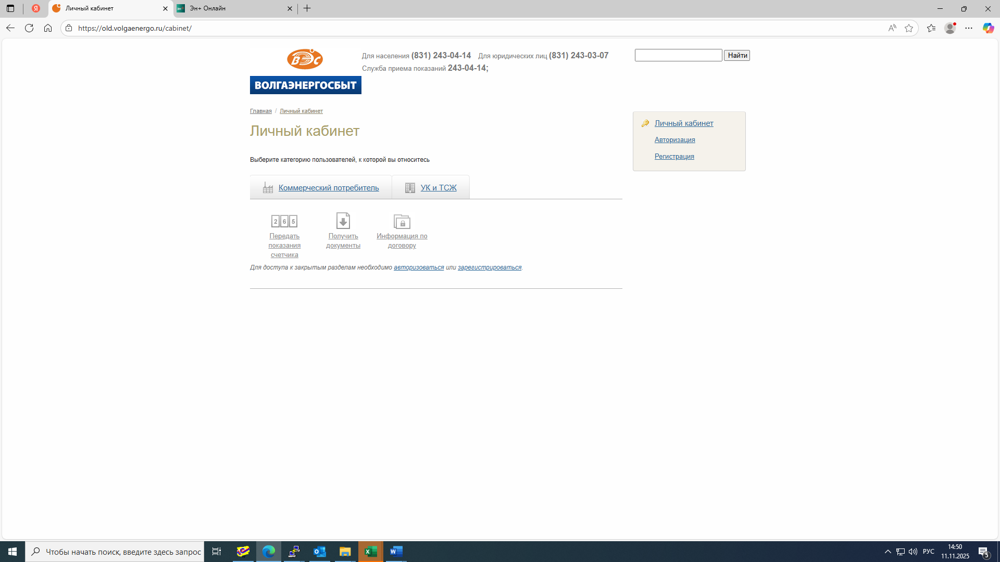 Личный кабинет
Эн+ Онлайн
https://old.volgaenergo.ru/cabinet/
ВЭС
ВОЛГАЭНЕРГОСБЫТ
Для населения (831) 243-04-14 Для юридических лиц (831) 243-03-07
Служба приема показаний 243-04-14;
Найти
Главная / Личный кабинет
Личный кабинет
Выберите категорию пользователей, к которой вы относитесь
Коммерческий потребитель
УК и ТСЖ
265
Передать
показания
счетчика
Получить
документы
Информация по
договору
Для доступа к закрытым разделам необходимо авторизоваться или зарегистрироваться.
Личный кабинет
Авторизация
Регистрация
Чтобы начать поиск, введите здесь запрос
РУС
14:50
11.11.2025
5